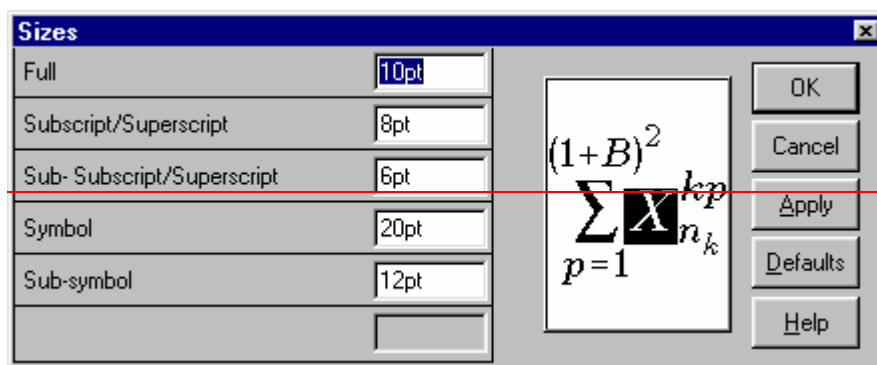 Sizes
Full 10pt
Subscript/Superscript 8pt
Sub- Subscript/Superscript 6pt
Symbol 20pt
Sub-symbol 12pt
(1+B)²
∑ X kp
n k
p=1
OK
Cancel
Apply
Defaults
Help